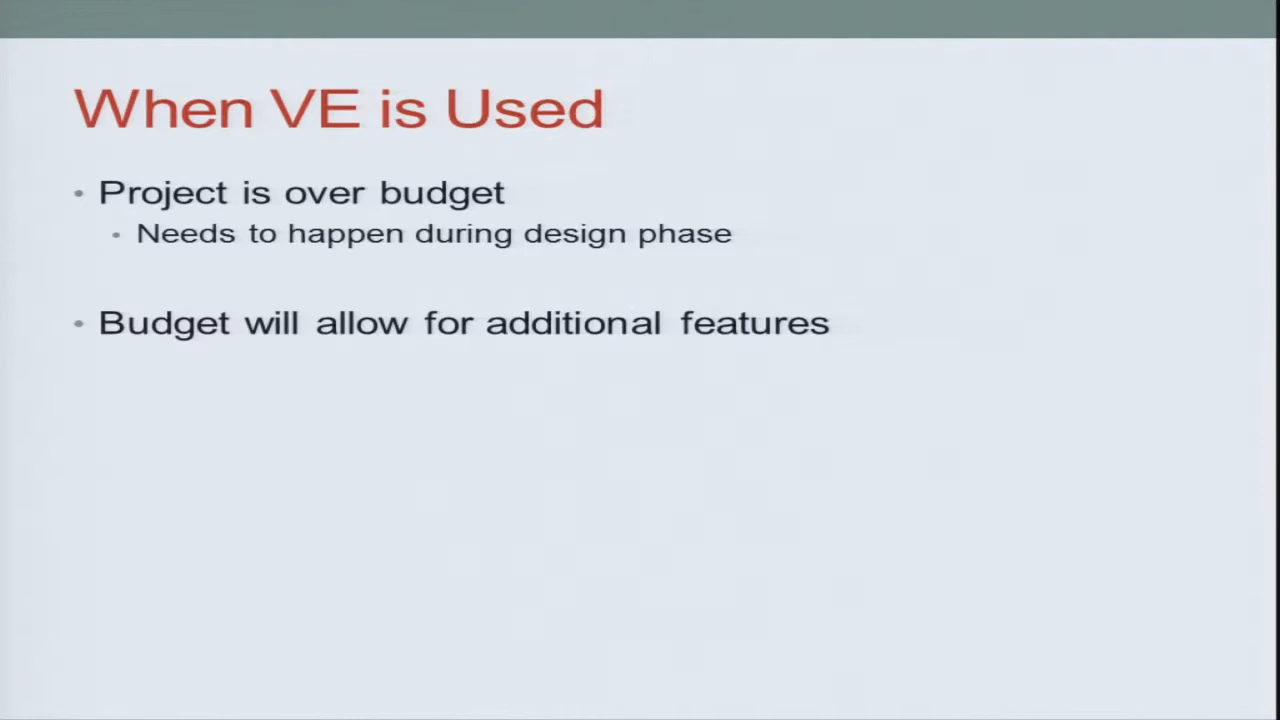 When VE is Used
• Project is over budget
• Needs to happen during design phase
• Budget will allow for additional features